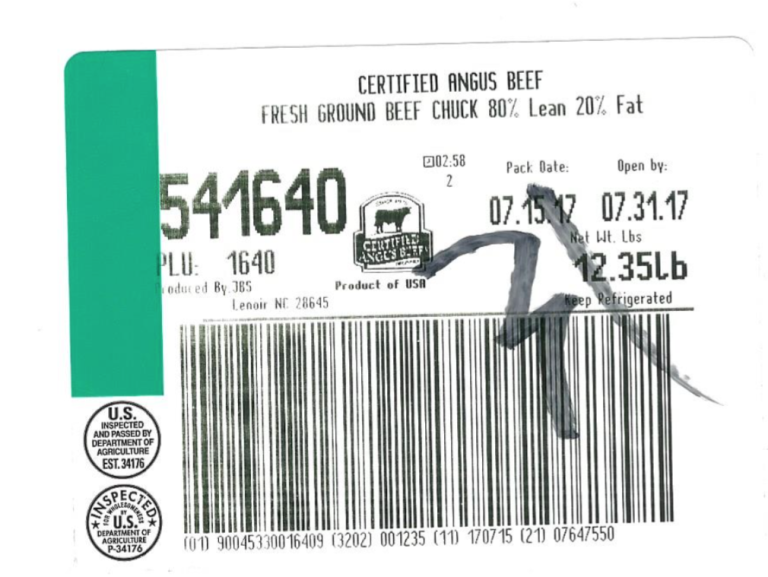 CERTIFIED ANGUS BEEF
FRESH GROUND BEEF CHUCK 80% Lean 20% Fat
02:58
2
Pack Date: Open by:
541640
07.15.17 07.31.17
Net Wt. Lbs
12.35lb
CERTIFIED
ANGUS BEEF
PLU: 1640
Produced By JBS
Product of USA
Keep Refrigerated
Lenoir NC 28645
U.S.
INSPECTED
AND PASSED BY
DEPARTMENT OF
AGRICULTURE
EST. 34176
INSPECTED
FOR WHOLESOMENESS
BY
U.S.
DEPARTMENT OF
AGRICULTURE
P-34176
(01) 90045330016409 (3202) 001235 (11) 170715 (21) 07647550